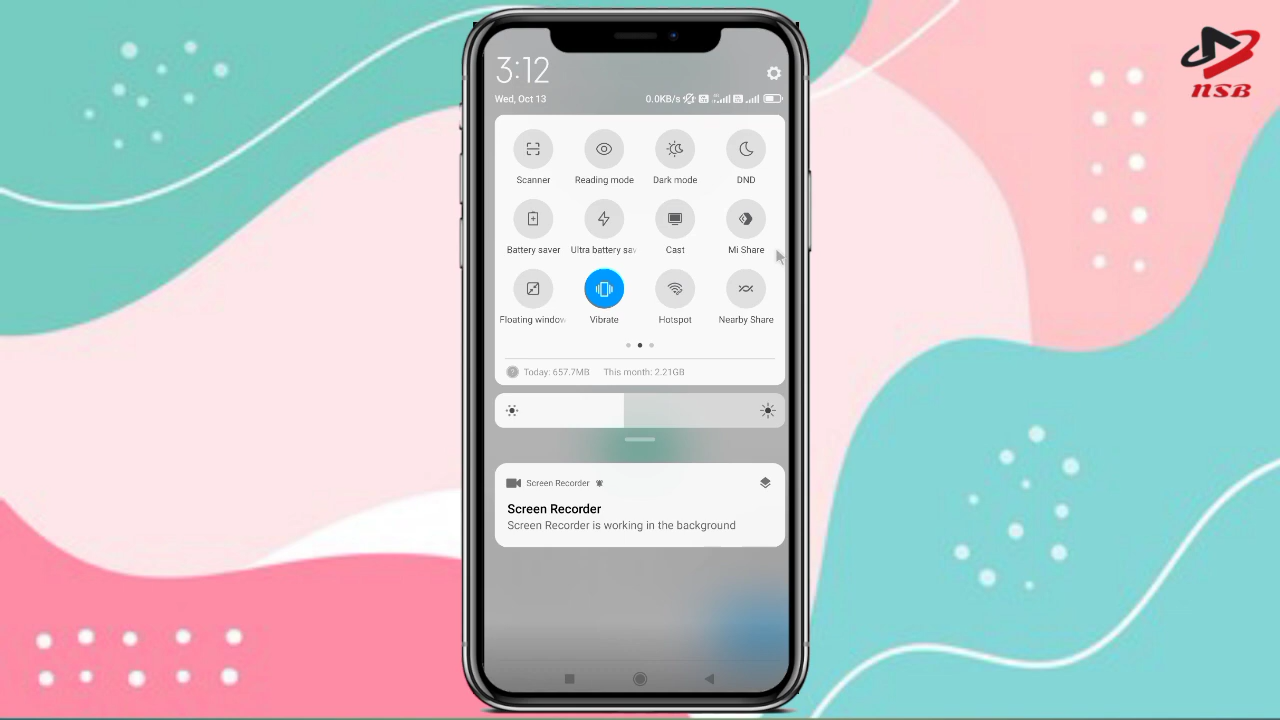 NSB
3:12
Wed, Oct 13
0.0KB/s
Scanner
Reading mode
Dark mode
DND
Battery saver
Ultra battery sav
Cast
Mi Share
Floating window
Vibrate
Hotspot
Nearby Share
Today: 657.7MB This month: 2.21GB
Screen Recorder
Screen Recorder
Screen Recorder is working in the background